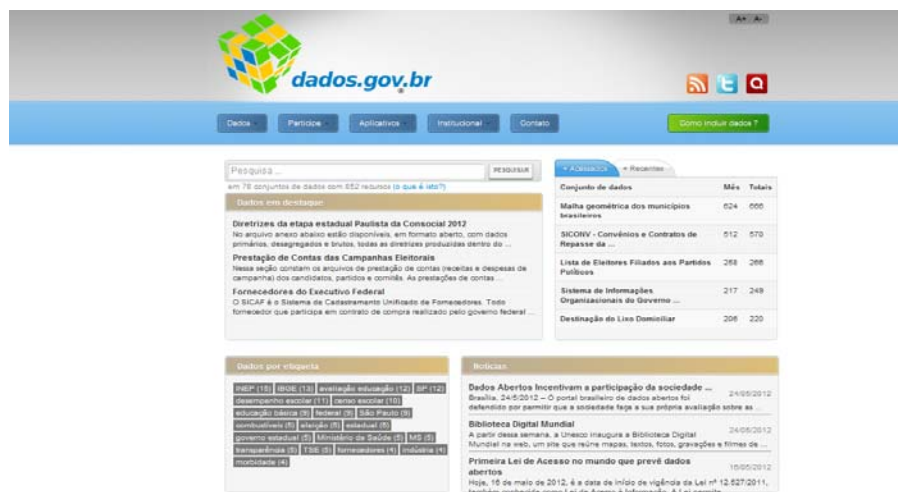 A+ A-
dados.gov.br
Dados
Participe
Aplicativos
Institucional
Contato
Como incluir dados ?
Pesquisa ...
PESQUISAR
em 78 conjuntos de dados com 852 recursos (o que é isto?)
Dados em destaque
Diretrizes da etapa estadual Paulista da Consocial 2012
No arquivo anexo abaixo estão disponíveis, em formato aberto, com dados
primários, desagregados e brutos, todas as diretrizes produzidas dentro do ...
Prestação de Contas das Campanhas Eleitorais
Nessa seção constam os arquivos de prestação de contas (receitas e despesas de
campanha) dos candidatos, partidos e comitês. As prestações de contas ...
Fornecedores do Executivo Federal
O SICAF é o Sistema de Cadastramento Unificado de Fornecedores. Todo
fornecedor que participa em contrato de compra realizado pelo governo federal ...
+ Acessados
+ Recentes
Conjunto de dados Mês Totais
Malha geométrica dos municípios 624 666
brasileiros
SICONV - Convênios e Contratos de 512 570
Repasse da ...
Lista de Eleitores Filiados aos Partidos 258 266
Políticos
Sistema de Informações 217 249
Organizacionais do Governo ...
Destinação do Lixo Domiciliar 206 220
Dados por etiqueta
INEP (15) IBGE (13) avaliação educação (12) SP (12)
desempenho escolar (11) censo escolar (10)
educação básica (9) federal (9) São Paulo (9)
combustíveis (5) eleição (5) estadual (5)
governo estadual (5) Ministério da Saúde (5) MS (5)
transparência (5) TSE (5) fornecedores (4) indústria (4)
morbidade (4)
Notícias
Dados Abertos Incentivam a participação da sociedade ...
24/05/2012
Brasília, 24/5/2012 – O portal brasileiro de dados abertos foi
defendido por permitir que a sociedade faça a sua própria avaliação sobre as ...
Biblioteca Digital Mundial
24/05/2012
A partir dessa semana, a Unesco inaugura a Biblioteca Digital
Mundial na web, um site que reúne mapas, textos, fotos, gravações e filmes de ...
Primeira Lei de Acesso no mundo que prevê dados
abertos
16/05/2012
Hoje, 16 de maio de 2012, é a data de início de vigência da Lei nº 12.527/2011,
também conhecida como Lei de Acesso à Informação. A Lei permite